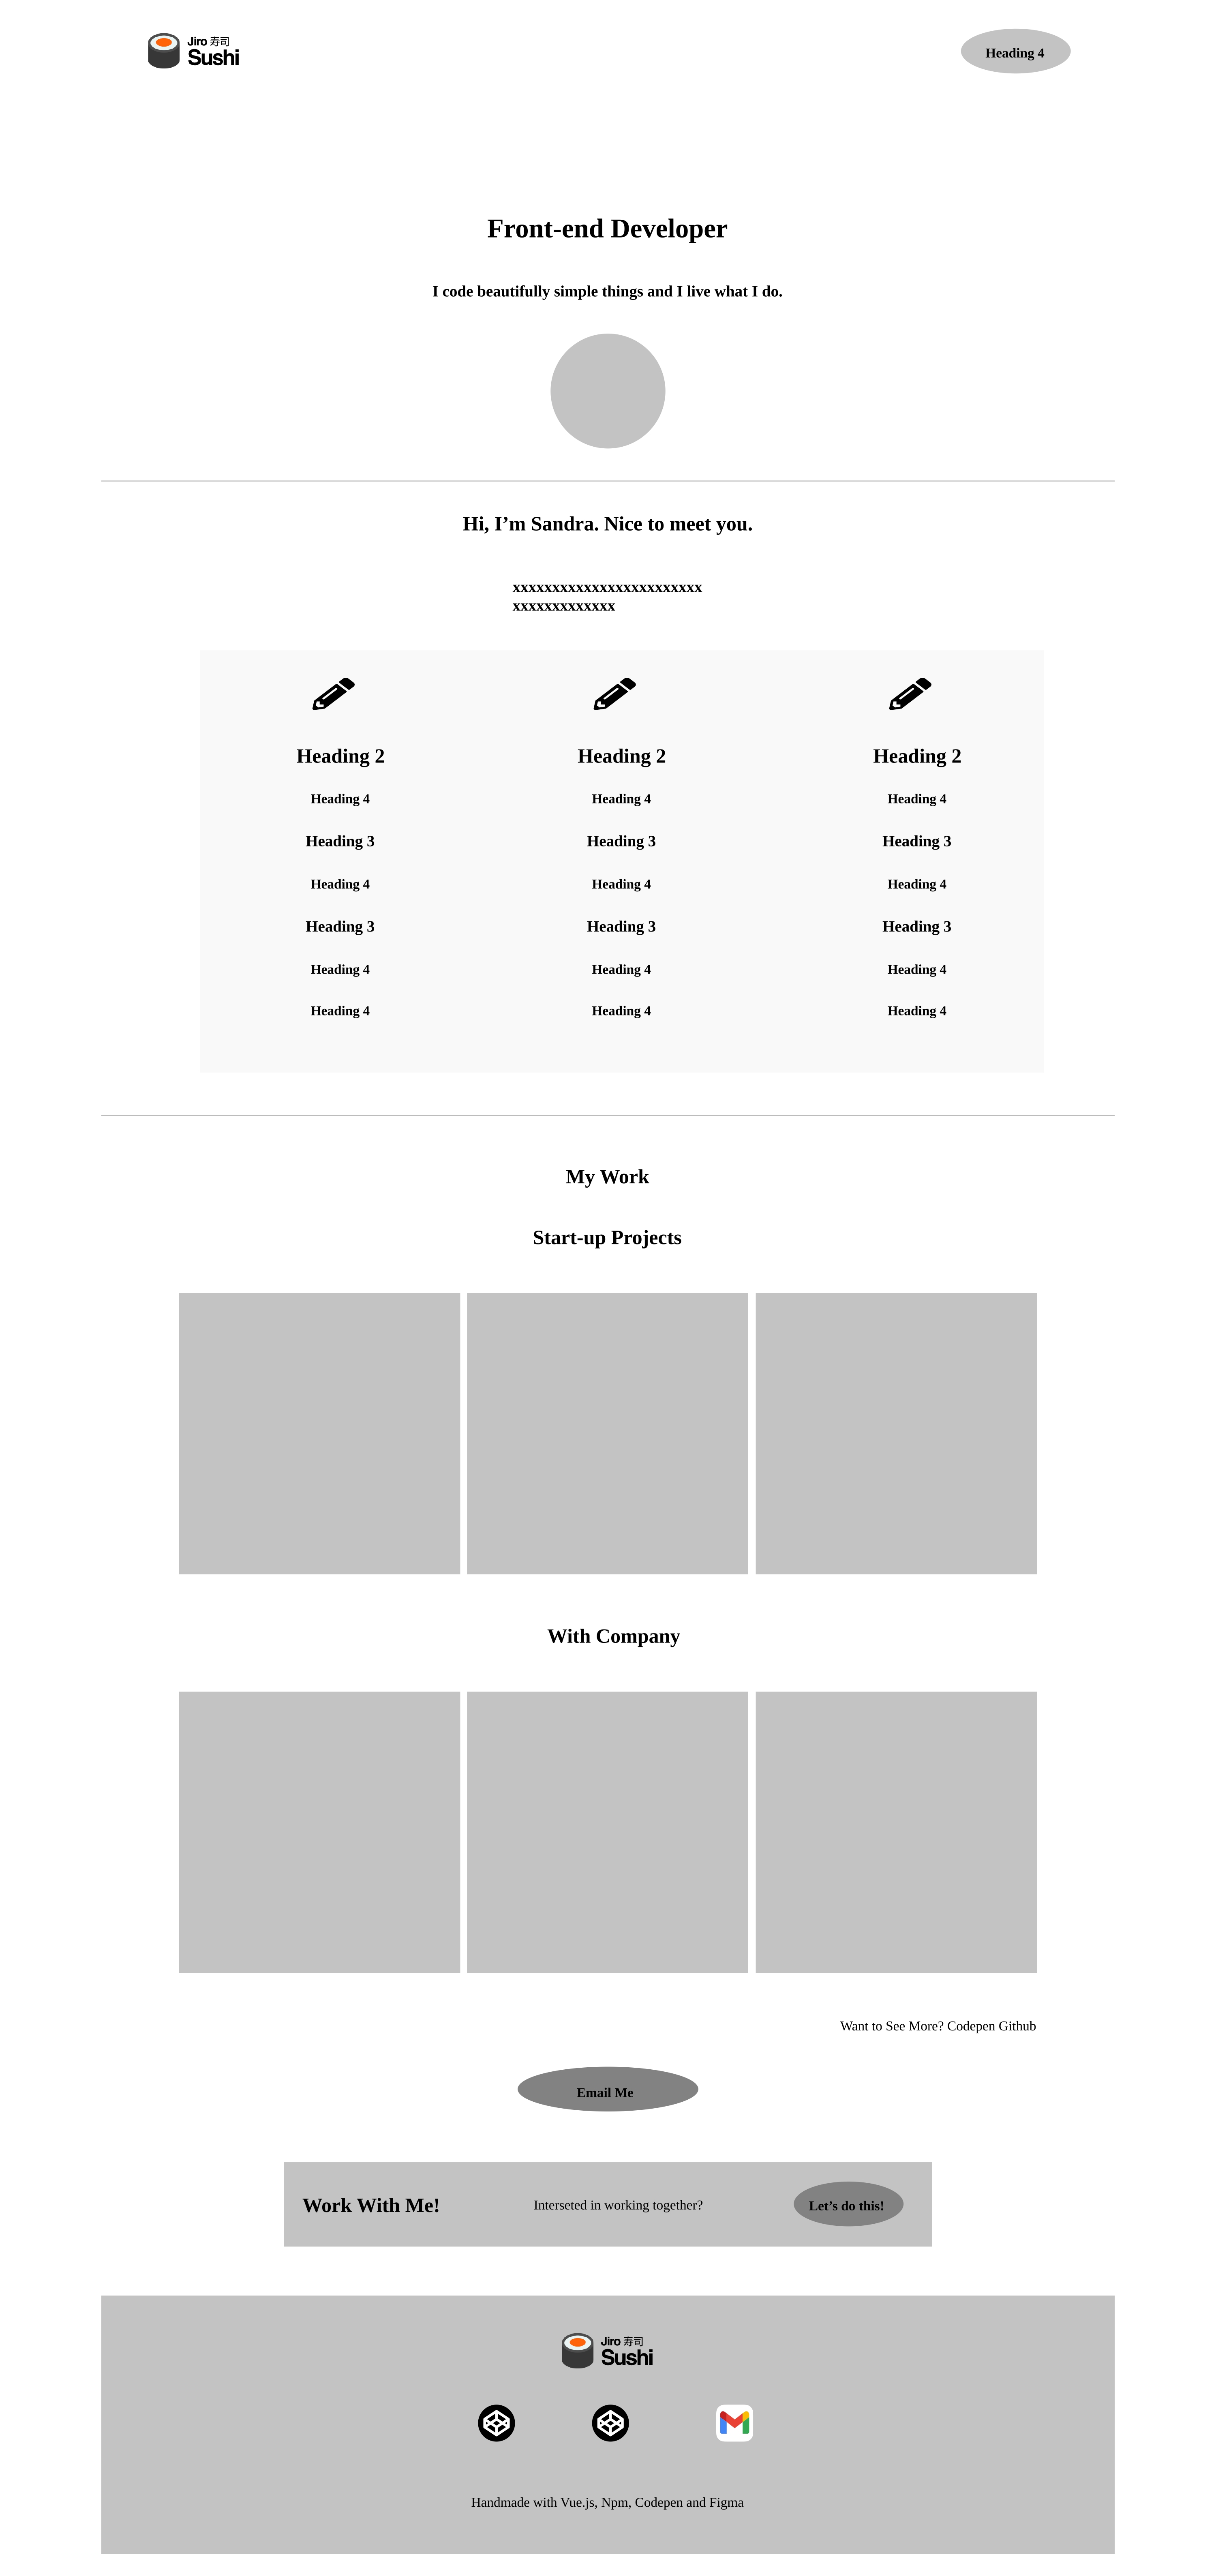 Jiro 寿司
Sushi
Heading 4
Front-end Developer
I code beautifully simple things and I live what I do.
Hi, I’m Sandra. Nice to meet you.
xxxxxxxxxxxxxxxxxxxxxxxx
xxxxxxxxxxxxx
Heading 2 Heading 2 Heading 2
Heading 4 Heading 4 Heading 4
Heading 3 Heading 3 Heading 3
Heading 4 Heading 4 Heading 4
Heading 3 Heading 3 Heading 3
Heading 4 Heading 4 Heading 4
Heading 4 Heading 4 Heading 4
My Work
Start-up Projects
With Company
Want to See More? Codepen Github
Email Me
Work With Me! Interseted in working together? Let’s do this!
Jiro 寿司
Sushi
Handmade with Vue.js, Npm, Codepen and Figma